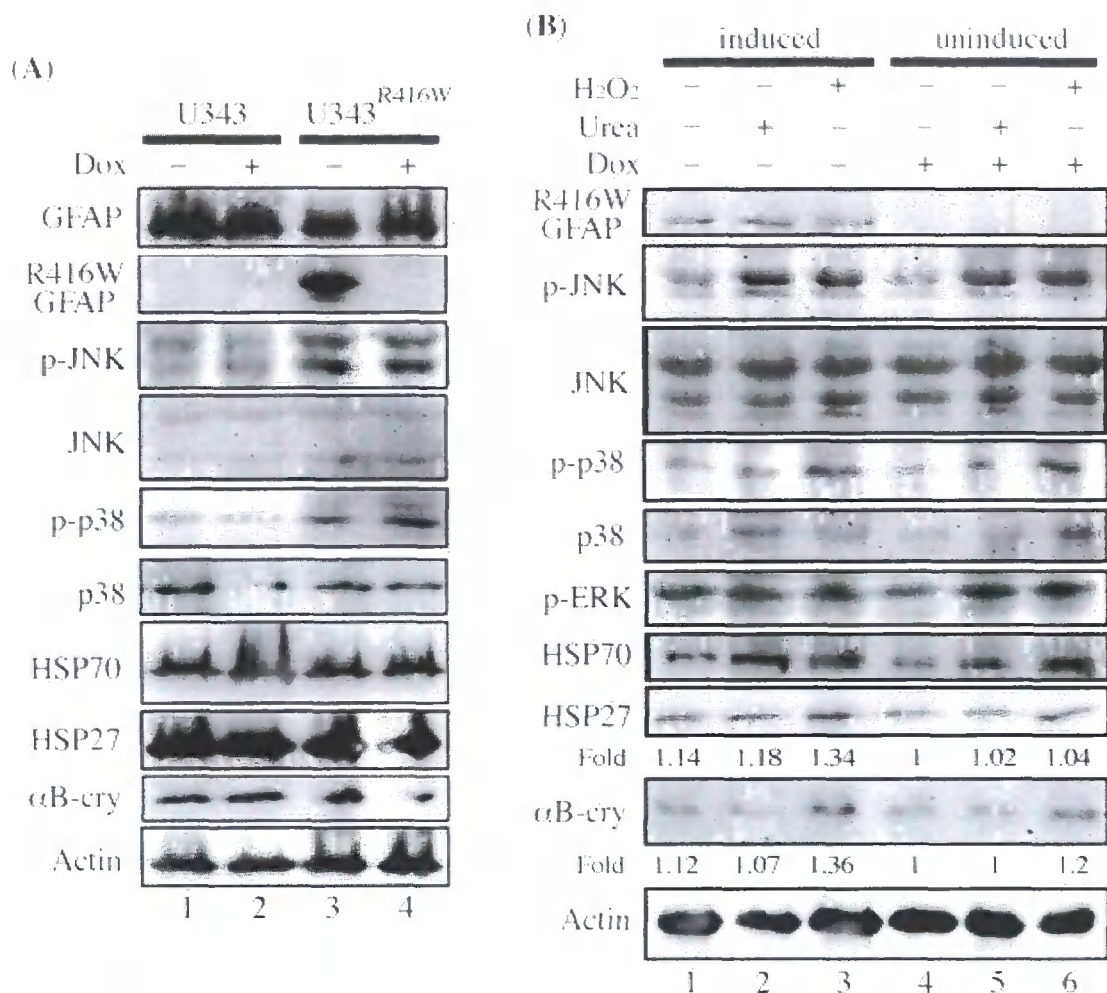 (A)
U343 U343R416W
Dox – + – +
GFAP
R416W
GFAP
p-JNK
JNK
p-p38
p38
HSP70
HSP27
αB-cry
Actin
1 2 3 4
(B)
induced uninduced
H2O2 – – + – – +
Urea – + – – + –
Dox – – – + + +
R416W
GFAP
p-JNK
JNK
p-p38
p38
p-ERK
HSP70
HSP27
Fold 1.14 1.18 1.34 1 1.02 1.04
αB-cry
Fold 1.12 1.07 1.36 1 1 1.2
Actin
1 2 3 4 5 6